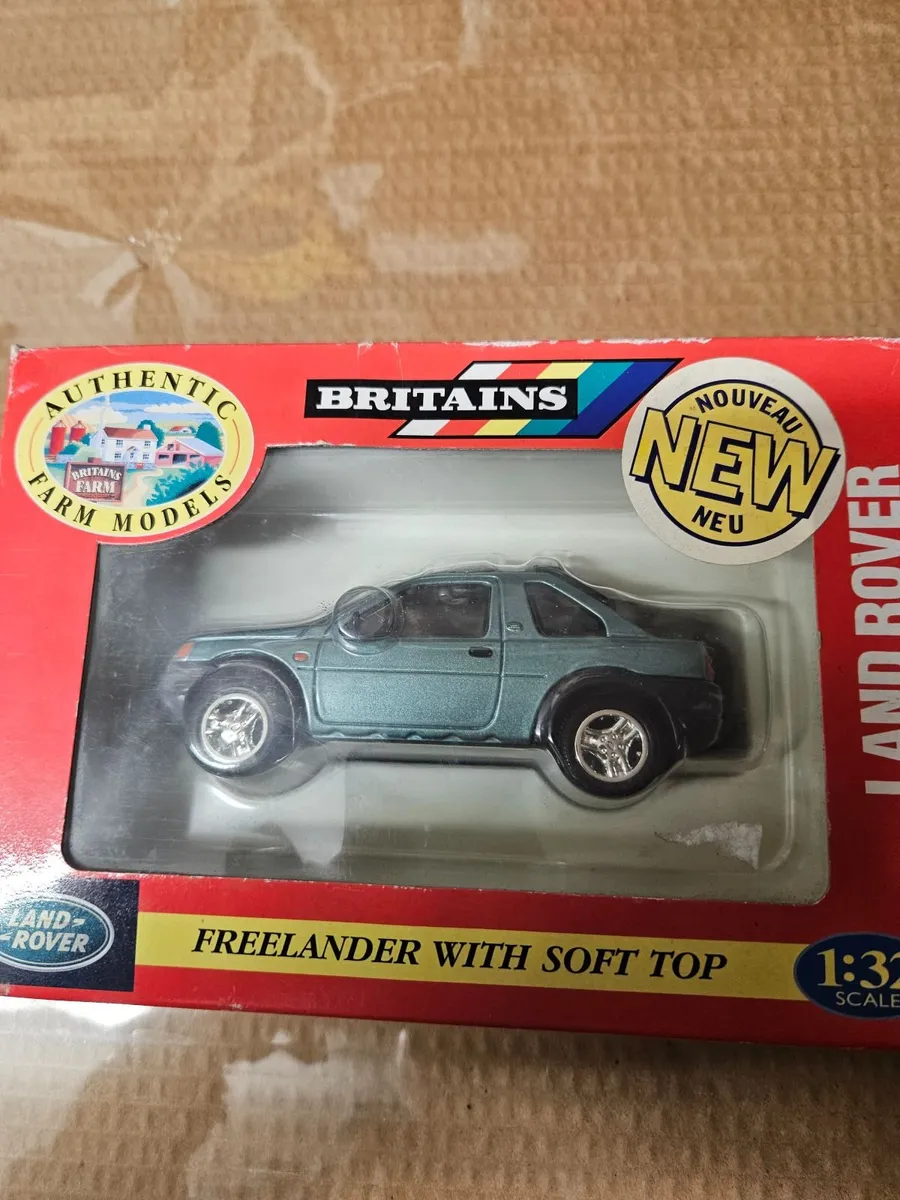 AUTHENTIC
FARM MODELS
BRITAINS
FARM
BRITAINS
NOUVEAU
NEW
NEU
LAND ROVER
LAND-
-ROVER
FREELANDER WITH SOFT TOP
1:32
SCALE